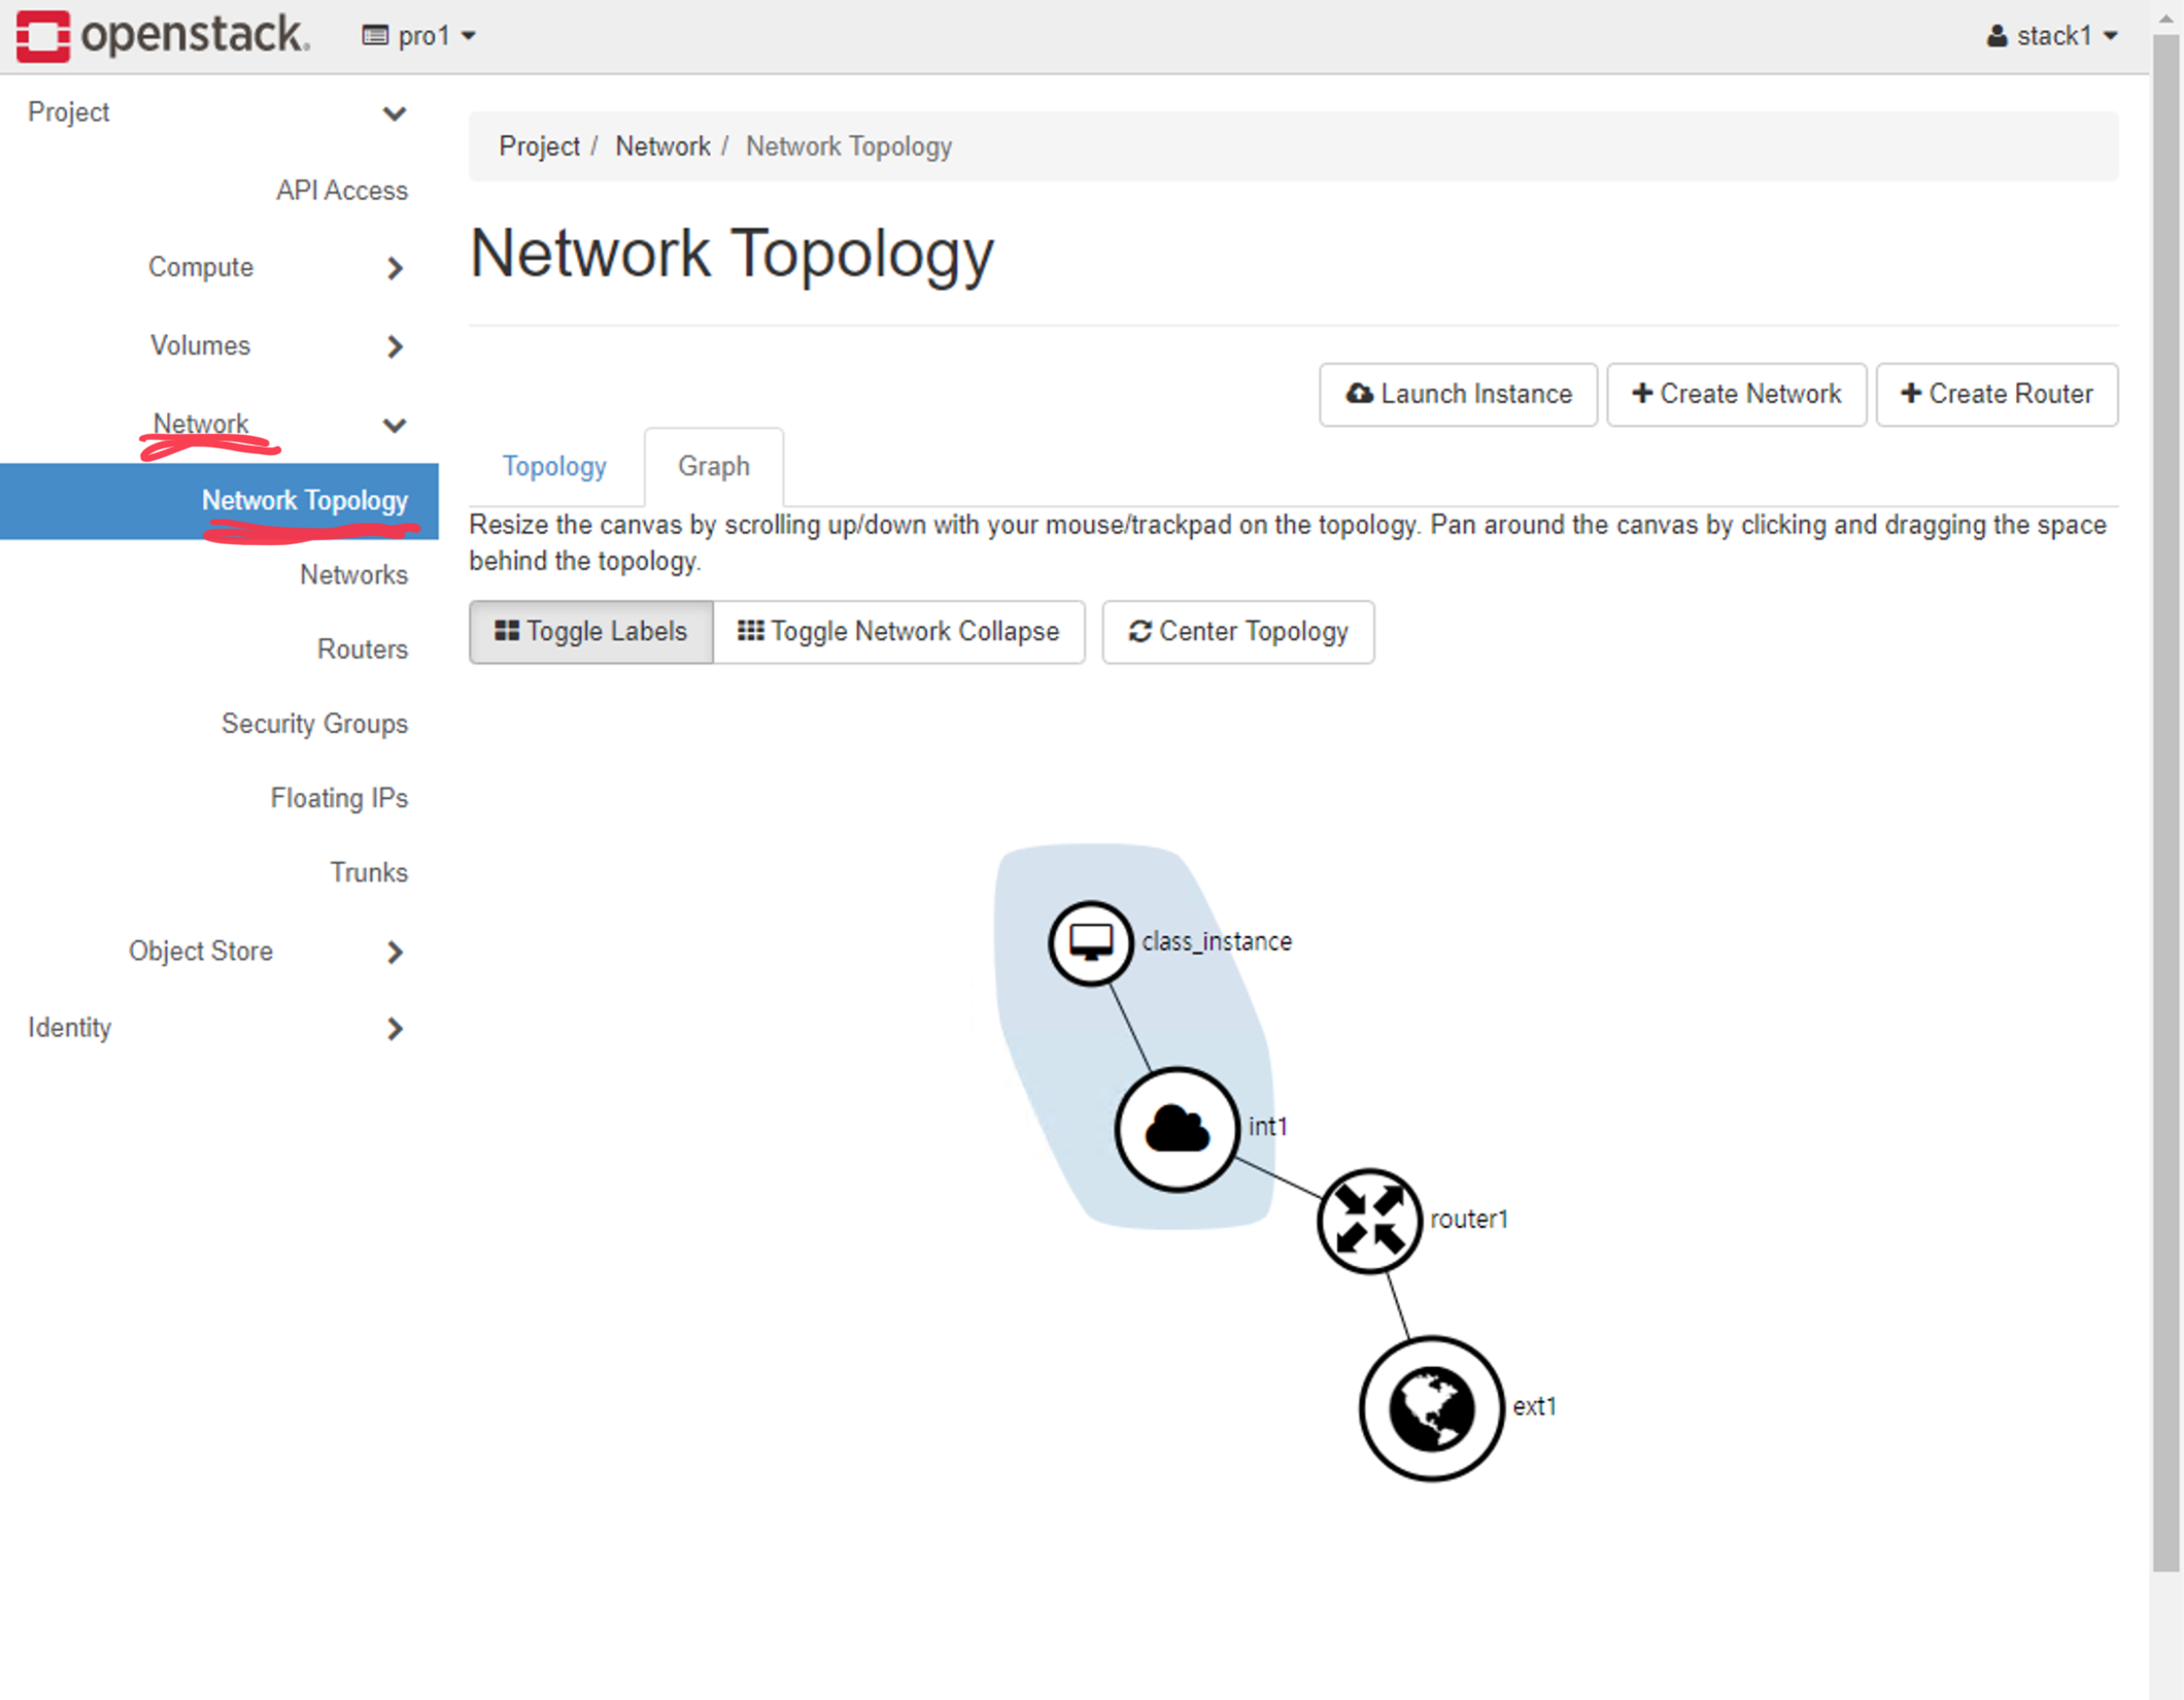 openstack. pro1 stack1
Project
API Access
Compute
Volumes
Network
Network Topology
Networks
Routers
Security Groups
Floating IPs
Trunks
Object Store
Identity
Project / Network / Network Topology
Network Topology
Launch Instance + Create Network + Create Router
Topology Graph
Resize the canvas by scrolling up/down with your mouse/trackpad on the topology. Pan around the canvas by clicking and dragging the space
behind the topology.
Toggle Labels Toggle Network Collapse Center Topology
class_instance
int1
router1
ext1